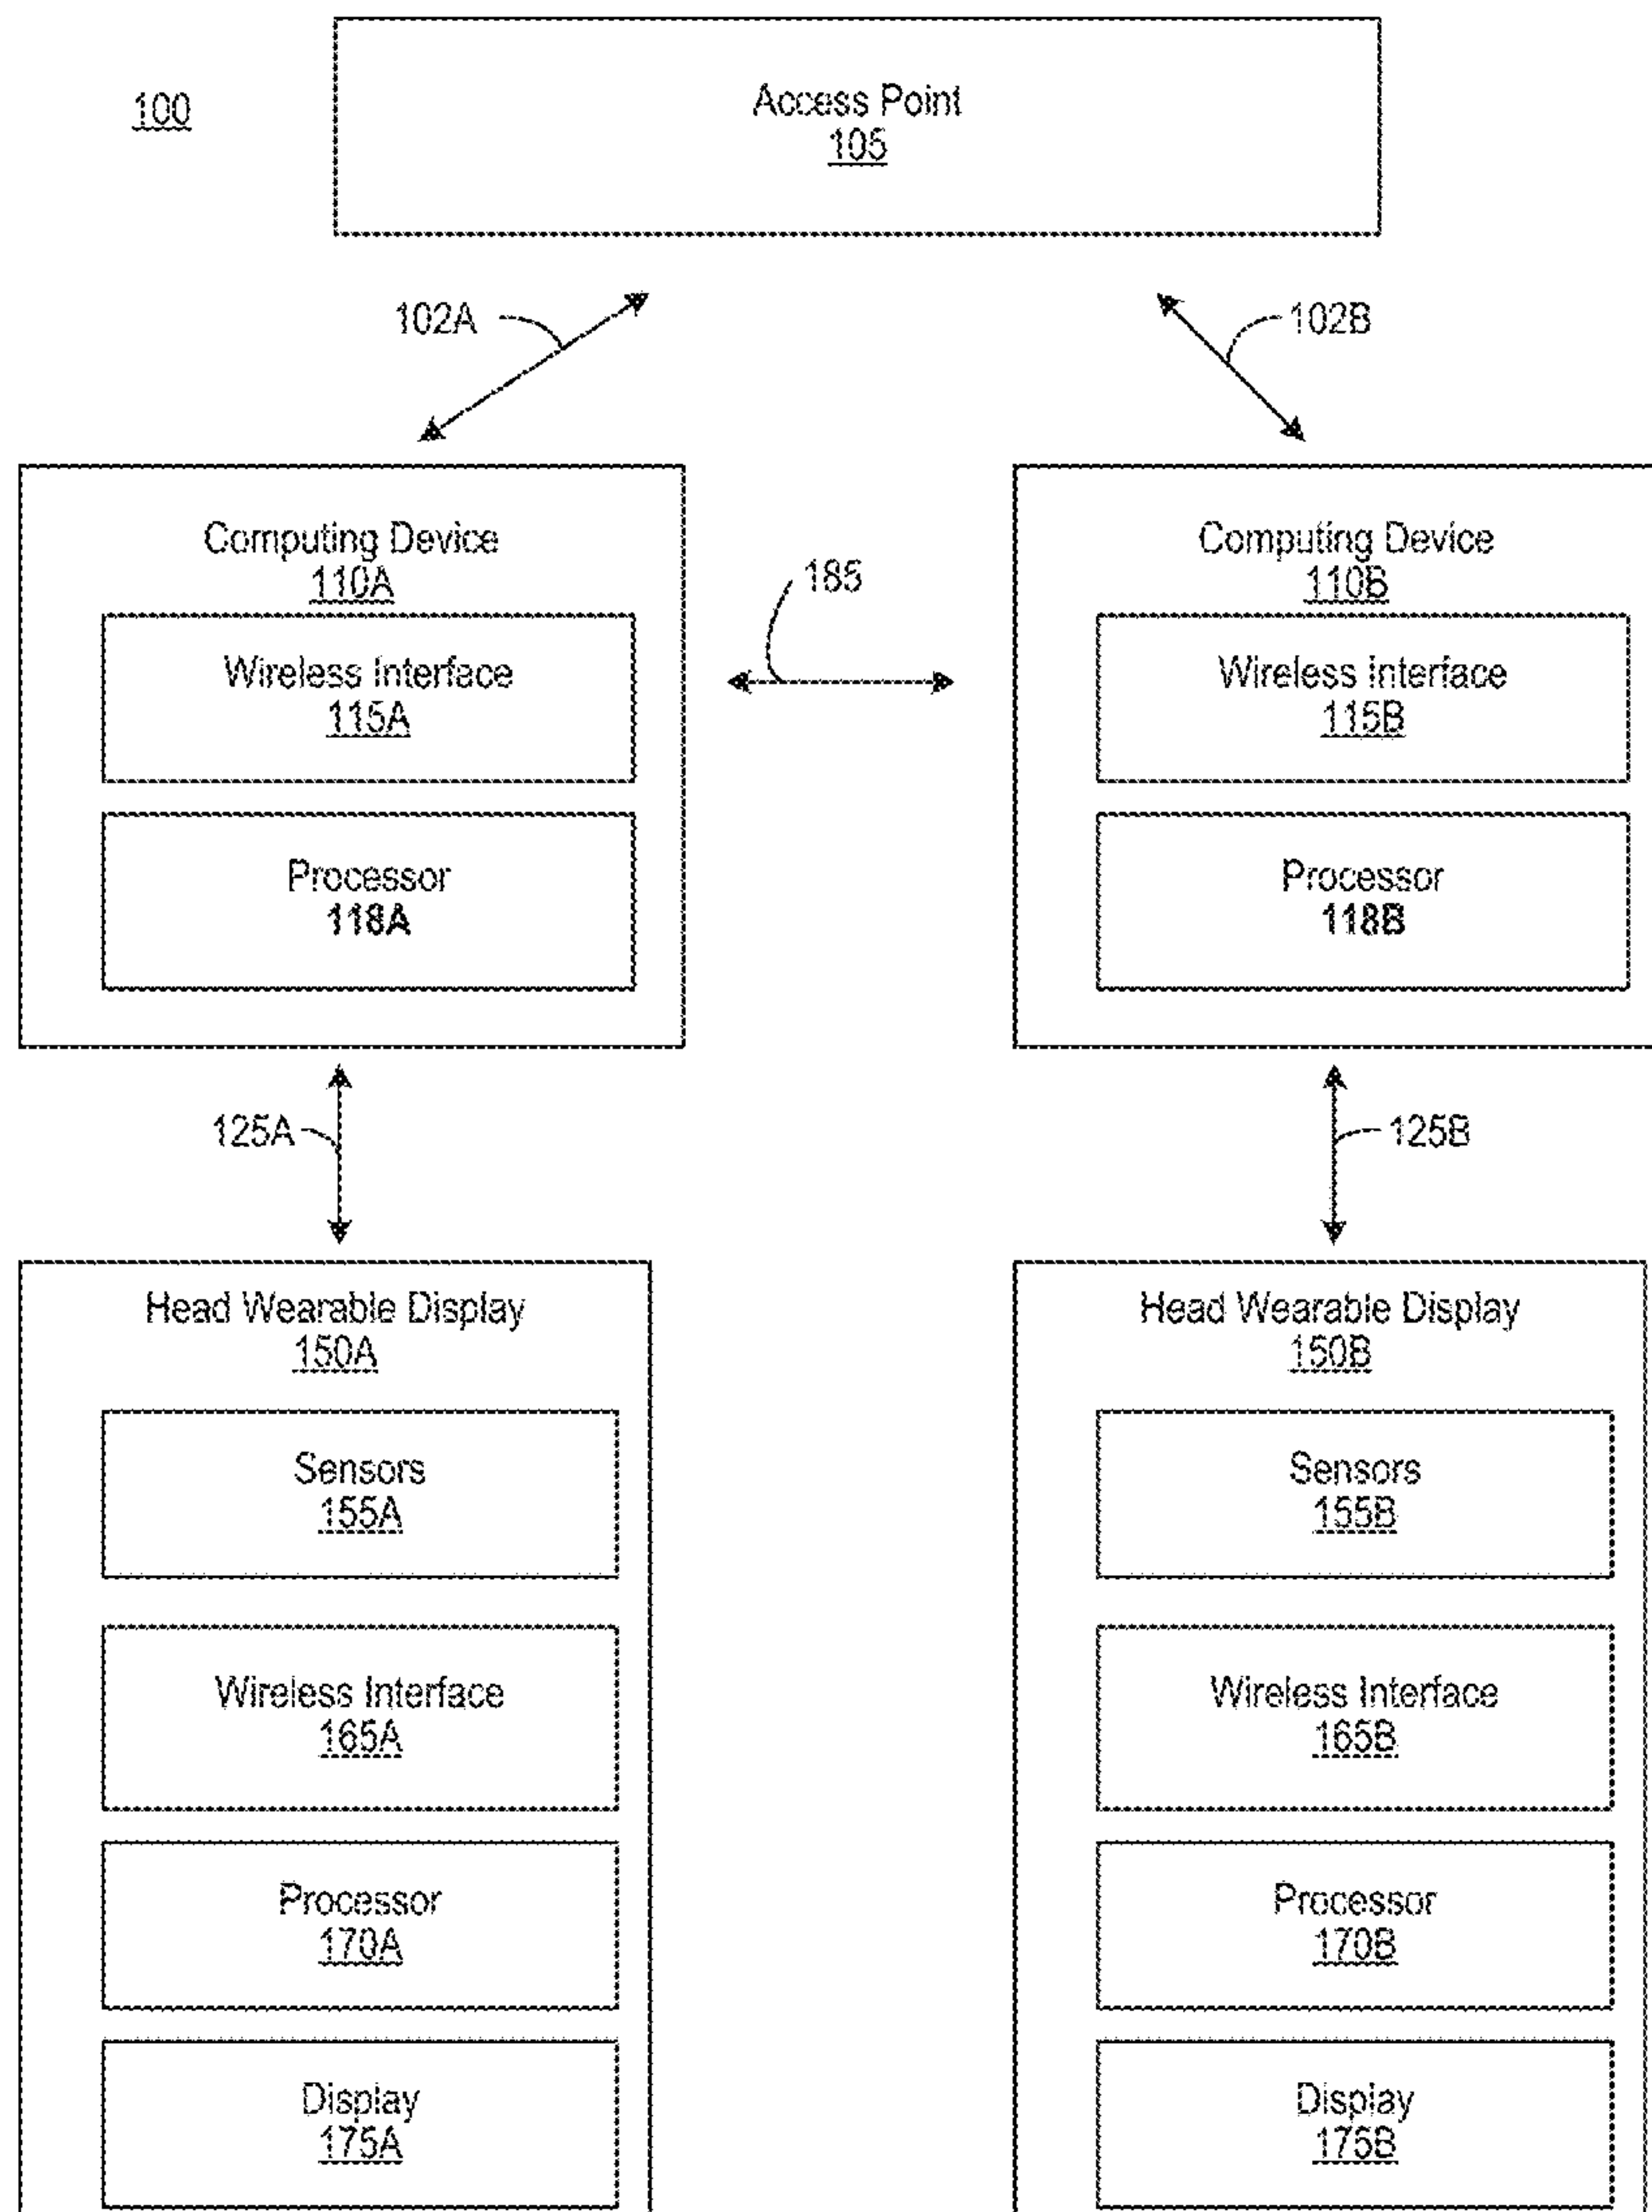 100
Access Point
105
102A
102B
Computing Device
110A
Wireless Interface
115A
Processor
118A
185
Computing Device
110B
Wireless Interface
115B
Processor
118B
125A
125B
Head Wearable Display
150A
Sensors
155A
Wireless Interface
165A
Processor
170A
Display
175A
Head Wearable Display
150B
Sensors
155B
Wireless Interface
165B
Processor
170B
Display
175B